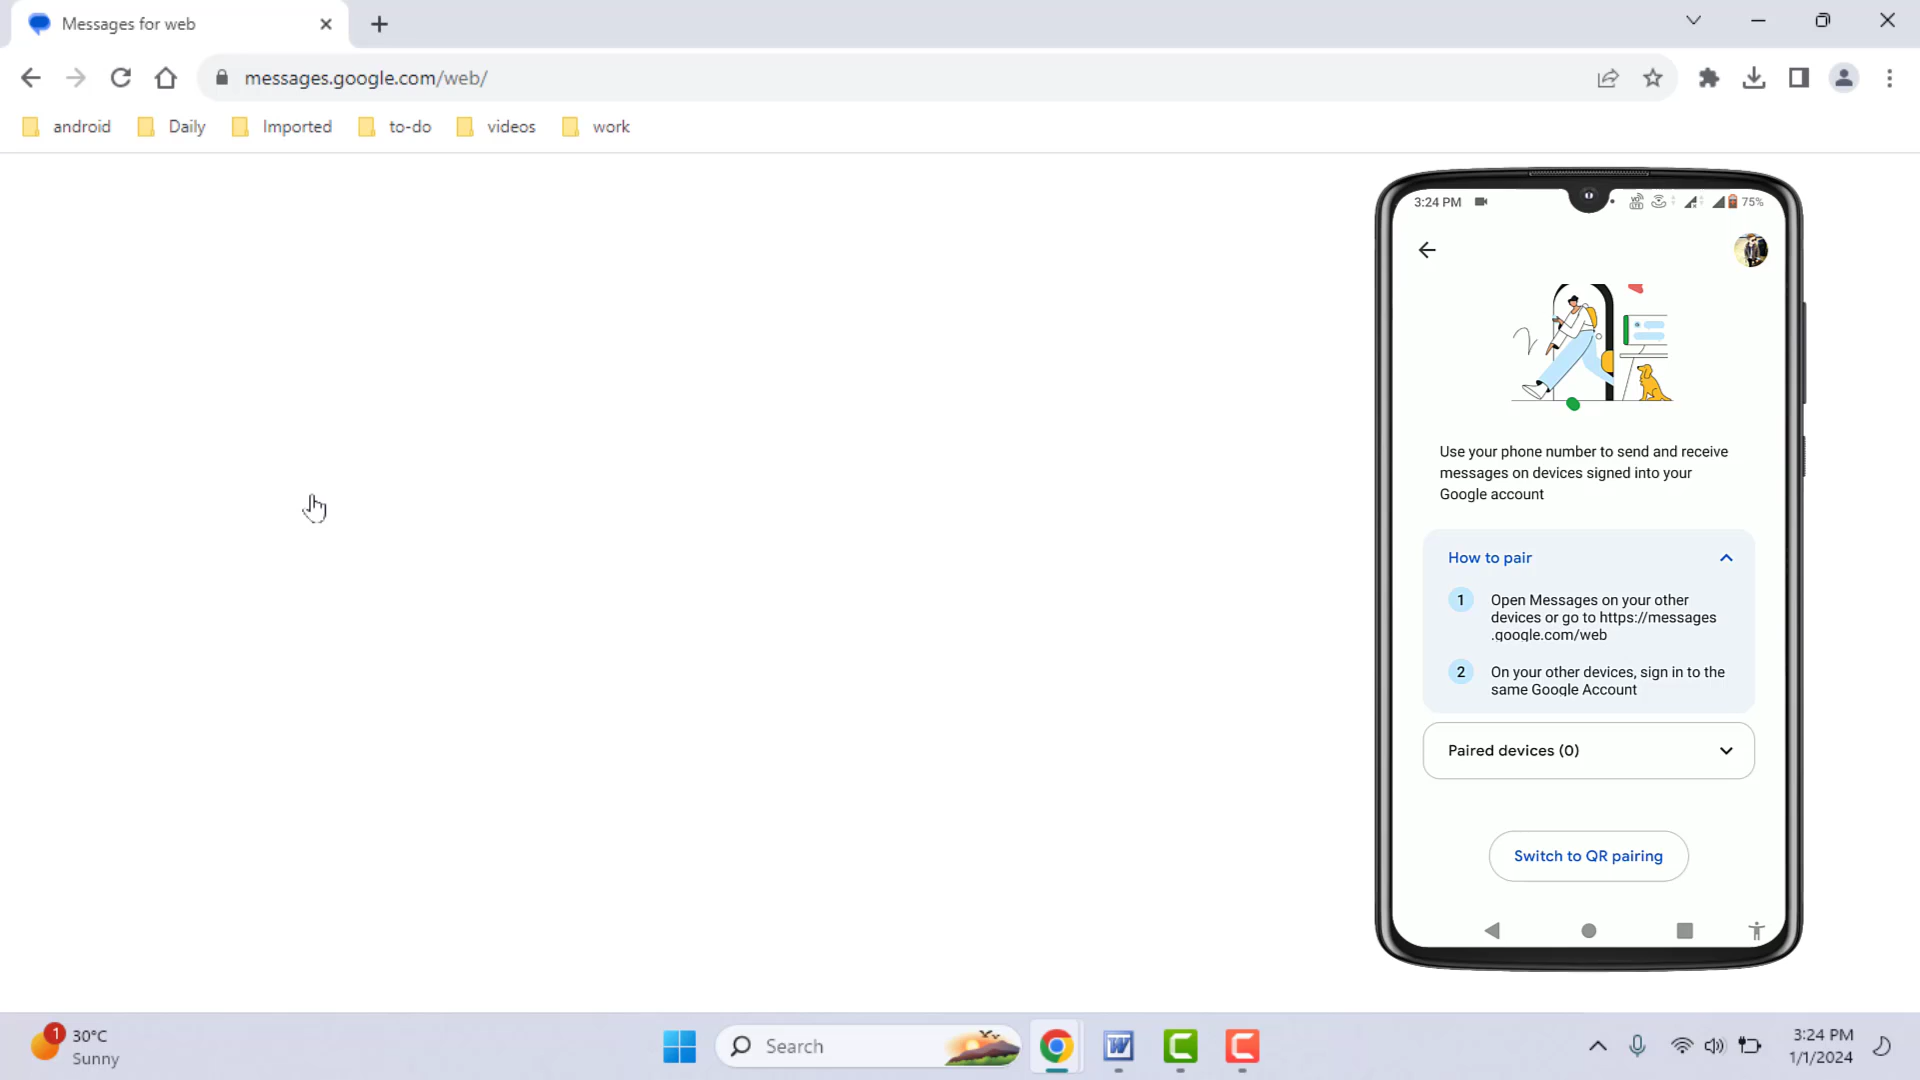 Messages for web
messages.google.com/web/
android Daily Imported to-do videos work
3:24 PM 75%
Use your phone number to send and receive
messages on devices signed into your
Google account
How to pair
1 Open Messages on your other
devices or go to https://messages
.google.com/web
2 On your other devices, sign in to the
same Google Account
Paired devices (0)
Switch to QR pairing
1 30°C
Sunny
Search
3:24 PM
1/1/2024